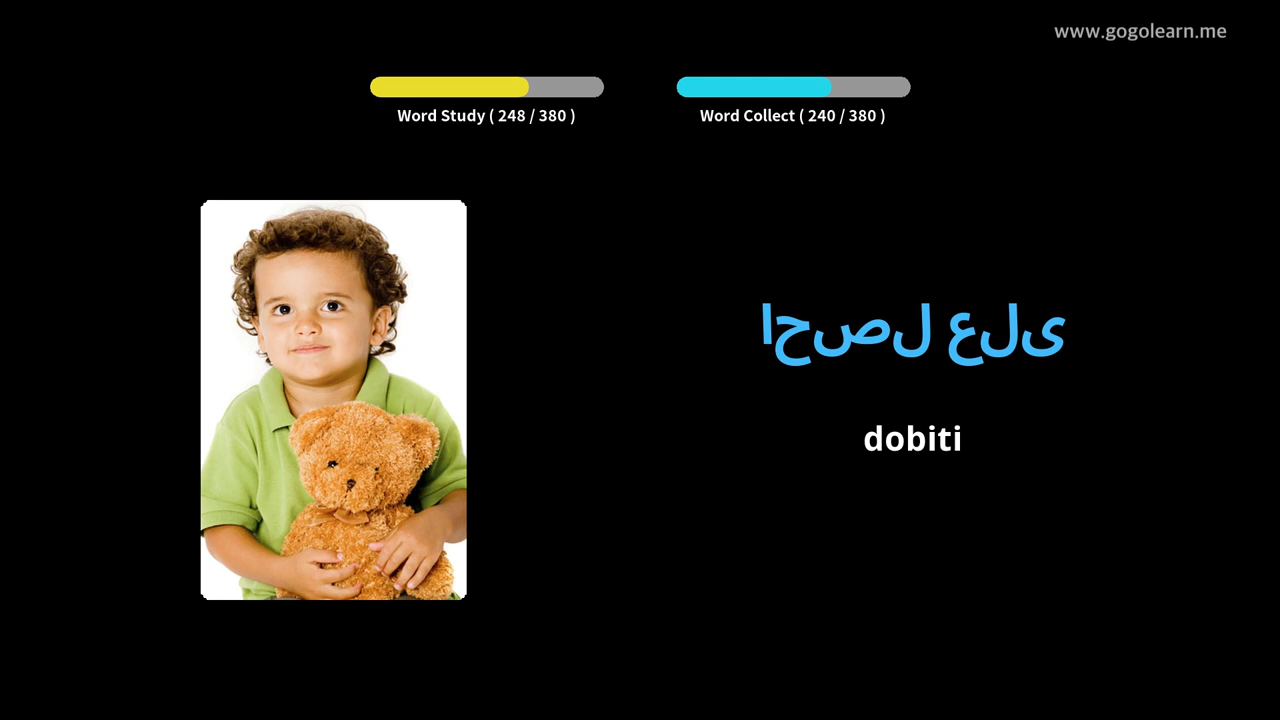 www.gogolearn.me
Word Study ( 248 / 380 )
Word Collect ( 240 / 380 )
احصل على
dobiti